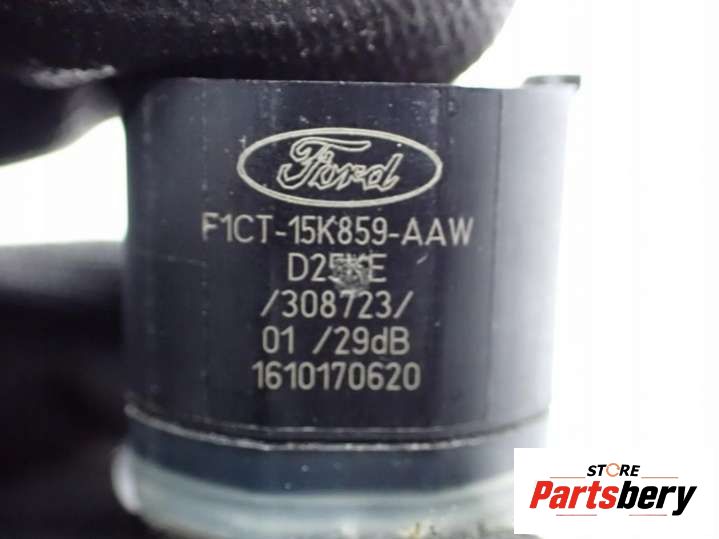 Ford
F1CT-15K859-AAW
/308723/
01 /29dB
1610170620
STORE
Partsbery